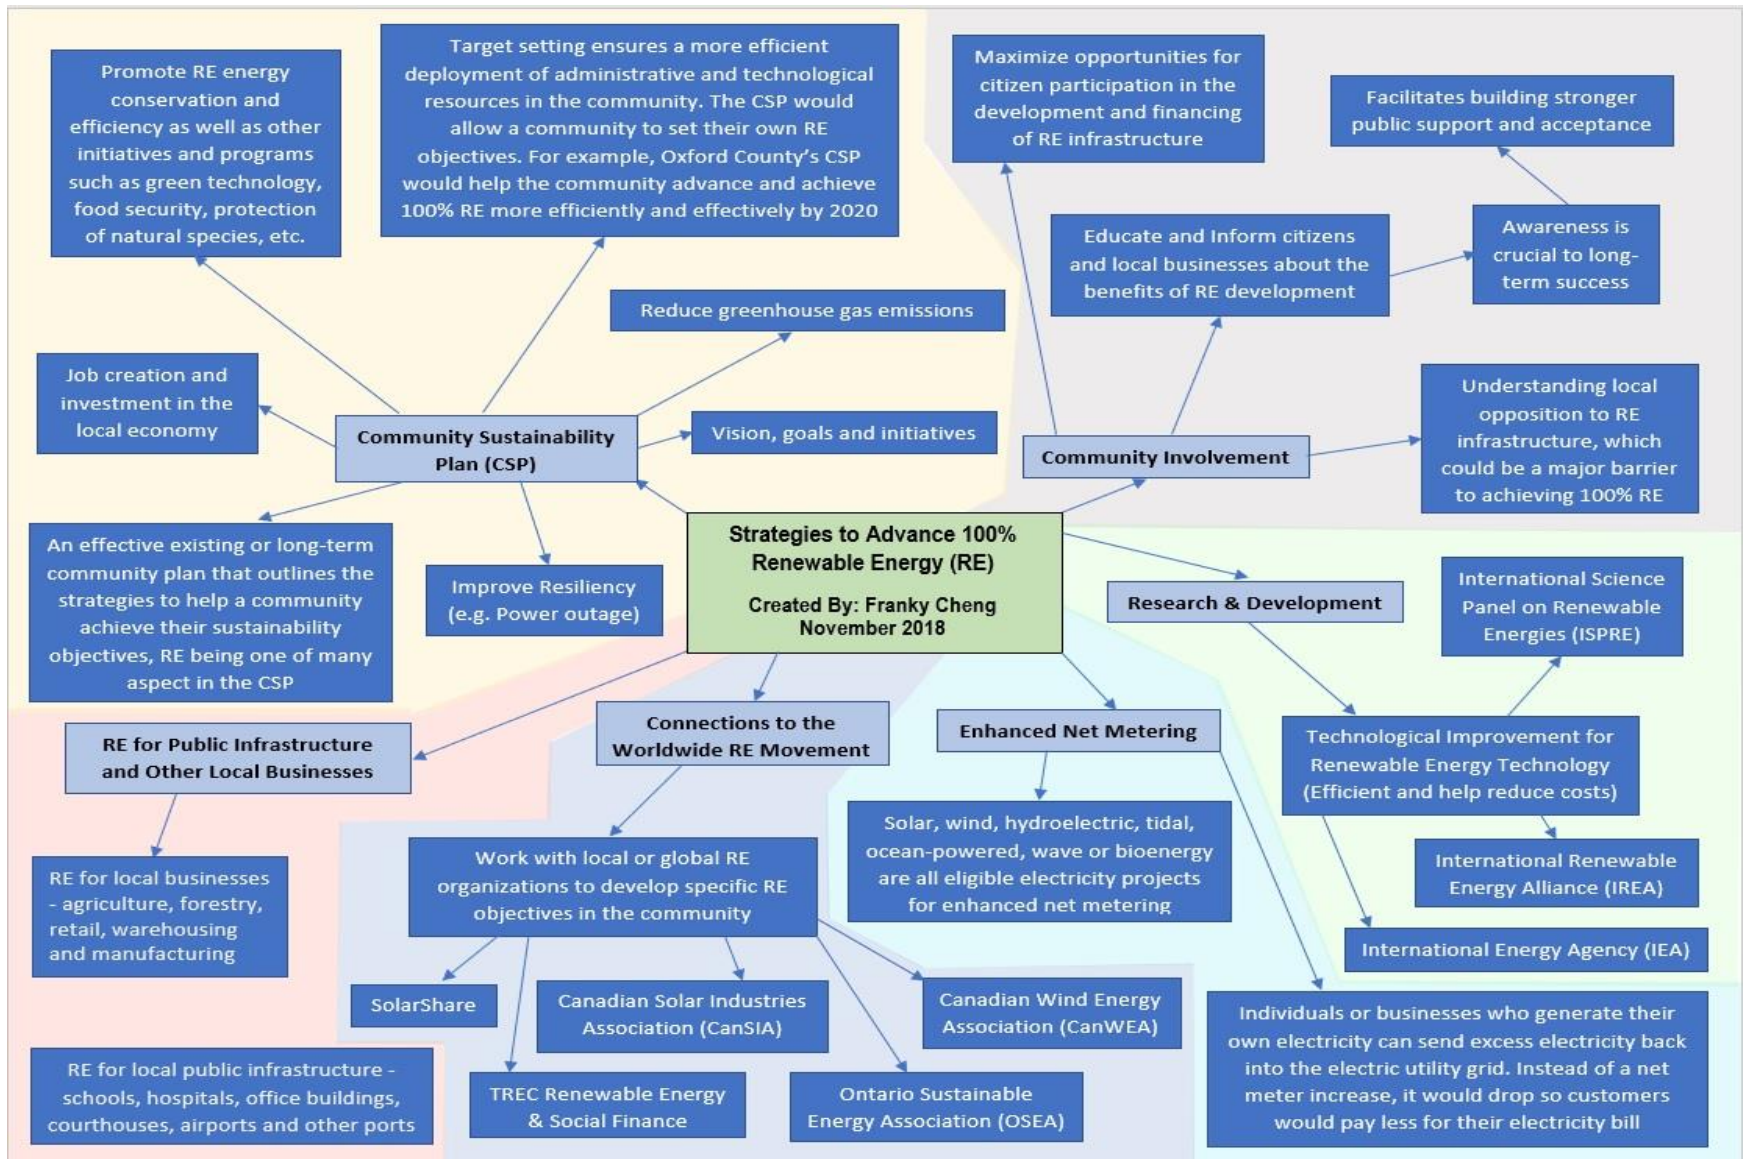 Promote RE energy
conservation and
efficiency as well as other
initiatives and programs
such as green technology,
food security, protection
of natural species, etc.
Target setting ensures a more efficient
deployment of administrative and technological
resources in the community. The CSP would
allow a community to set their own RE
objectives. For example, Oxford County’s CSP
would help the community advance and achieve
100% RE more efficiently and effectively by 2020
Reduce greenhouse gas emissions
Job creation and
investment in the
local economy
Community Sustainability
Plan (CSP)
Vision, goals and initiatives
An effective existing or long-term
community plan that outlines the
strategies to help a community
achieve their sustainability
objectives, RE being one of many
aspect in the CSP
Improve Resiliency
(e.g. Power outage)
Maximize opportunities for
citizen participation in the
development and financing
of RE infrastructure
Facilitates building stronger
public support and acceptance
Educate and Inform citizens
and local businesses about the
benefits of RE development
Awareness is
crucial to long-
term success
Community Involvement
Understanding local
opposition to RE
infrastructure, which
could be a major barrier
to achieving 100% RE
Strategies to Advance 100%
Renewable Energy (RE)
Created By: Franky Cheng
November 2018
Research & Development
International Science
Panel on Renewable
Energies (ISPRE)
Technological Improvement for
Renewable Energy Technology
(Efficient and help reduce costs)
International Renewable
Energy Alliance (IREA)
International Energy Agency (IEA)
RE for Public Infrastructure
and Other Local Businesses
RE for local businesses
- agriculture, forestry,
retail, warehousing
and manufacturing
RE for local public infrastructure -
schools, hospitals, office buildings,
courthouses, airports and other ports
Connections to the
Worldwide RE Movement
Work with local or global RE
organizations to develop specific RE
objectives in the community
SolarShare
Canadian Solar Industries
Association (CanSIA)
Canadian Wind Energy
Association (CanWEA)
TREC Renewable Energy
& Social Finance
Ontario Sustainable
Energy Association (OSEA)
Enhanced Net Metering
Solar, wind, hydroelectric, tidal,
ocean-powered, wave or bioenergy
are all eligible electricity projects
for enhanced net metering
Individuals or businesses who generate their
own electricity can send excess electricity back
into the electric utility grid. Instead of a net
meter increase, it would drop so customers
would pay less for their electricity bill